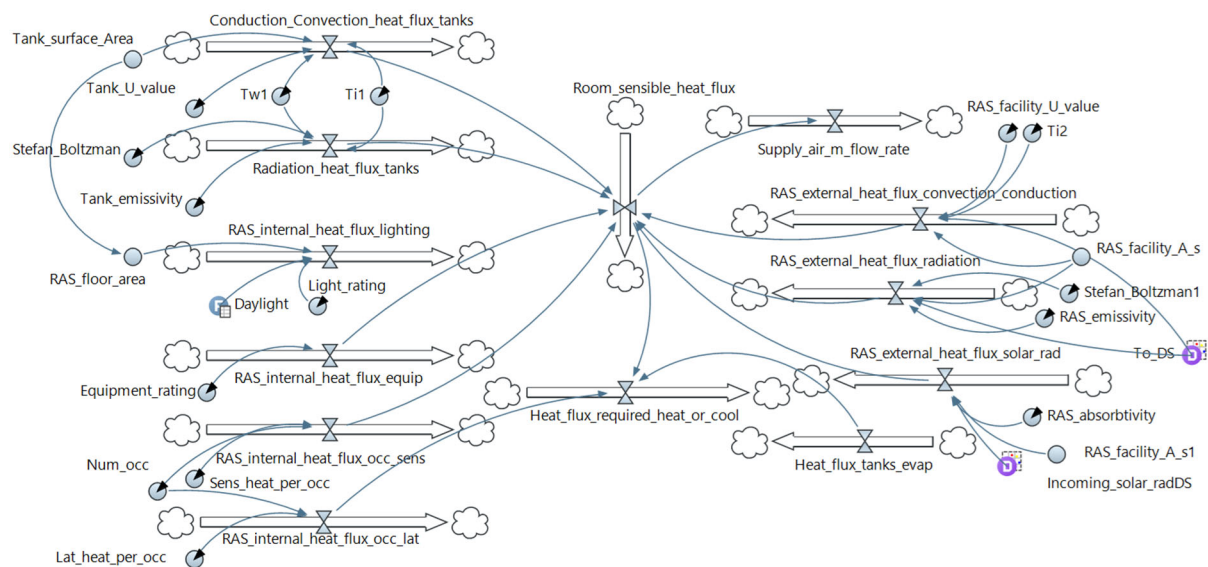 Conduction_Convection_heat_flux_tanks
Tank_surface_Area
Tank_U_value
Tw1
Ti1
Stefan_Boltzman
Radiation_heat_flux_tanks
Tank_emissivity
RAS_internal_heat_flux_lighting
RAS_floor_area
Daylight
Light_rating
RAS_internal_heat_flux_equip
Equipment_rating
RAS_internal_heat_flux_occ_sens
Num_occ
Sens_heat_per_occ
RAS_internal_heat_flux_occ_lat
Lat_heat_per_occ
Room_sensible_heat_flux
Supply_air_m_flow_rate
RAS_facility_U_value
Ti2
RAS_external_heat_flux_convection_conduction
RAS_facility_A_s
RAS_external_heat_flux_radiation
Stefan_Boltzman1
RAS_emissivity
To_DS
RAS_external_heat_flux_solar_rad
Heat_flux_required_heat_or_cool
RAS_absorbtivity
Heat_flux_tanks_evap
RAS_facility_A_s1
Incoming_solar_radDS